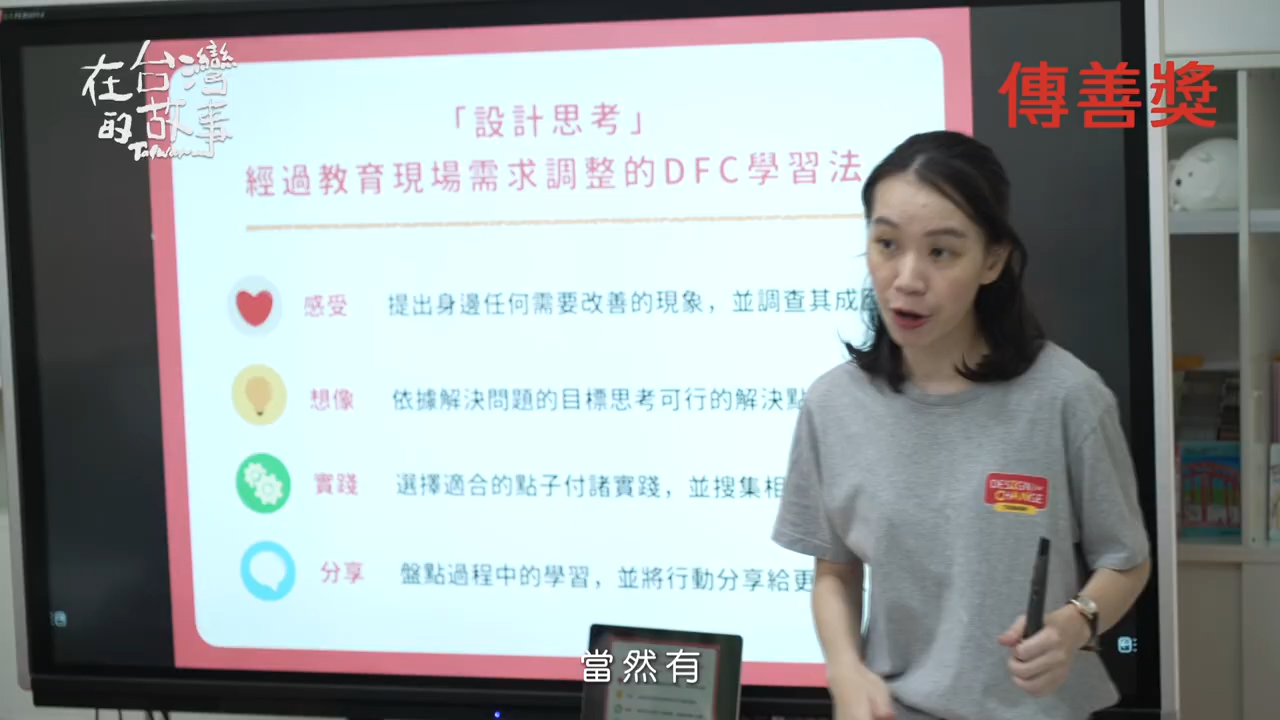 在台灣
的故事
Taiwan
傳善獎
「設計思考」
經過教育現場需求調整的DFC學習法
感受 提出身邊任何需要改善的現象，並調查其成
想像 依據解決問題的目標思考可行的解決點
實踐 選擇適合的點子付諸實踐，並搜集相
分享 盤點過程中的學習，並將行動分享給更
DESIGN for
CHANGE
當然有